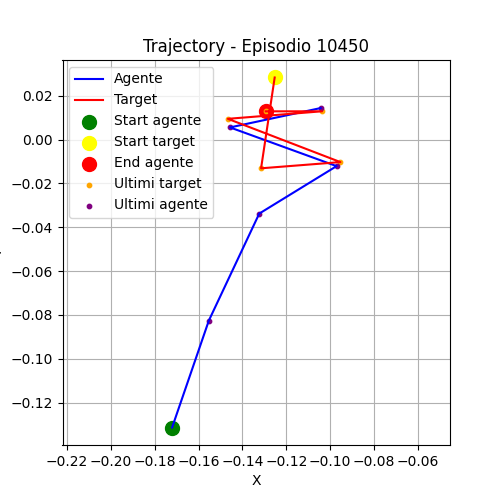 Trajectory - Episodio 10450
Agente
Target
Start agente
Start target
End agente
Ultimi target
Ultimi agente
0.02
0.00
−0.02
−0.04
−0.06
−0.08
−0.10
−0.12
−0.22 −0.20 −0.18 −0.16 −0.14 −0.12 −0.10 −0.08 −0.06
X